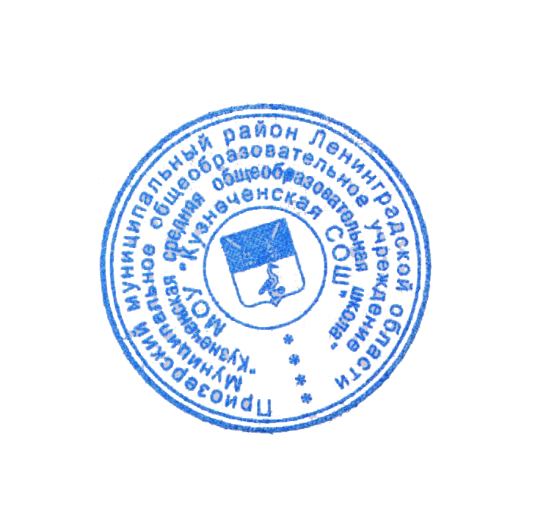 Приозерский муниципальный район Ленинградской области
Муниципальное общеобразовательное учреждение
"Кузнеченская средняя общеобразовательная школа"
МОУ "Кузнеченская СОШ"
* * * *